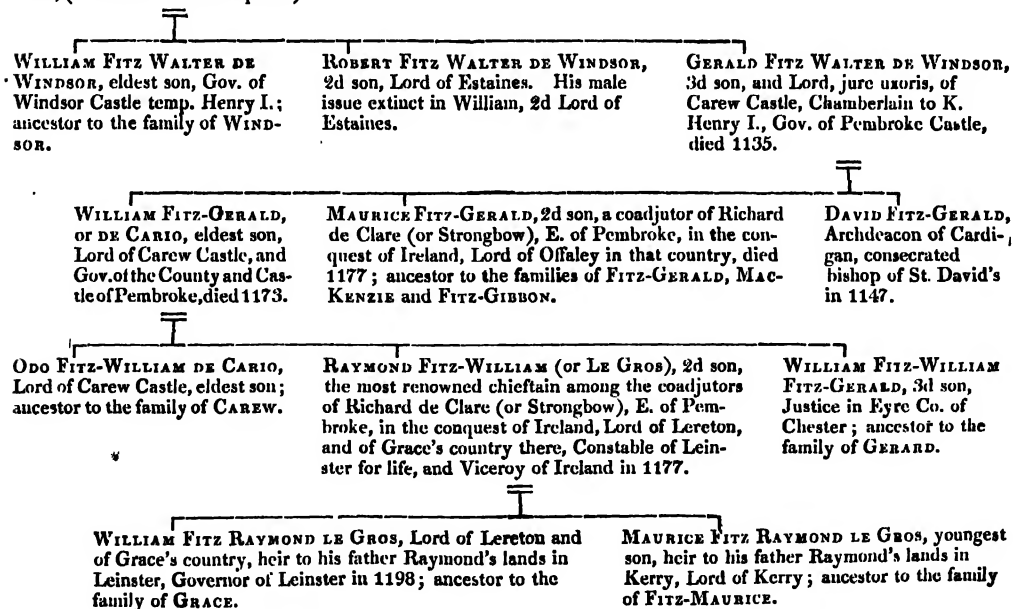 WILLIAM FITZ WALTER DE
WINDSOR, eldest son, Gov. of
Windsor Castle temp. Henry I.;
ancestor to the family of WIND-
SOR.
ROBERT FITZ WALTER DE WINDSOR,
2d son, Lord of Estaines. His male
issue extinct in William, 2d Lord of
Estaines.
GERALD FITZ WALTER DE WINDSOR,
3d son, and Lord, jure uxoris, of
Carew Castle, Chamberlain to K.
Henry I., Gov. of Pembroke Castle,
died 1135.
WILLIAM FITZ-GERALD,
or DE CARIO, eldest son,
Lord of Carew Castle, and
Gov. of the County and Cas-
tle of Pembroke, died 1173.
MAURICE FITZ-GERALD, 2d son, a coadjutor of Richard
de Clare (or Strongbow), E. of Pembroke, in the con-
quest of Ireland, Lord of Offaley in that country, died
1177; ancestor to the families of FITZ-GERALD, MAC-
KENZIE and FITZ-GIBBON.
DAVID FITZ-GERALD,
Archdeacon of Cardi-
gan, consecrated
bishop of St. David's
in 1147.
ODO FITZ-WILLIAM DE CARIO,
Lord of Carew Castle, eldest son;
ancestor to the family of CAREW.
RAYMOND FITZ-WILLIAM (or LE GROS), 2d son,
the most renowned chieftain among the coadjutors
of Richard de Clare (or Strongbow), E. of Pem-
broke, in the conquest of Ireland, Lord of Lereton,
and of Grace's country there, Constable of Lein-
ster for life, and Viceroy of Ireland in 1177.
WILLIAM FITZ-WILLIAM
FITZ-GERALD, 3d son,
Justice in Eyre Co. of
Chester; ancestor to the
family of GERARD.
WILLIAM FITZ RAYMOND LE GROS, Lord of Lereton and
of Grace's country, heir to his father Raymond's lands in
Leinster, Governor of Leinster in 1198; ancestor to the
family of GRACE.
MAURICE FITZ RAYMOND LE GROS, youngest
son, heir to his father Raymond's lands in
Kerry, Lord of Kerry; ancestor to the family
of FITZ-MAURICE.